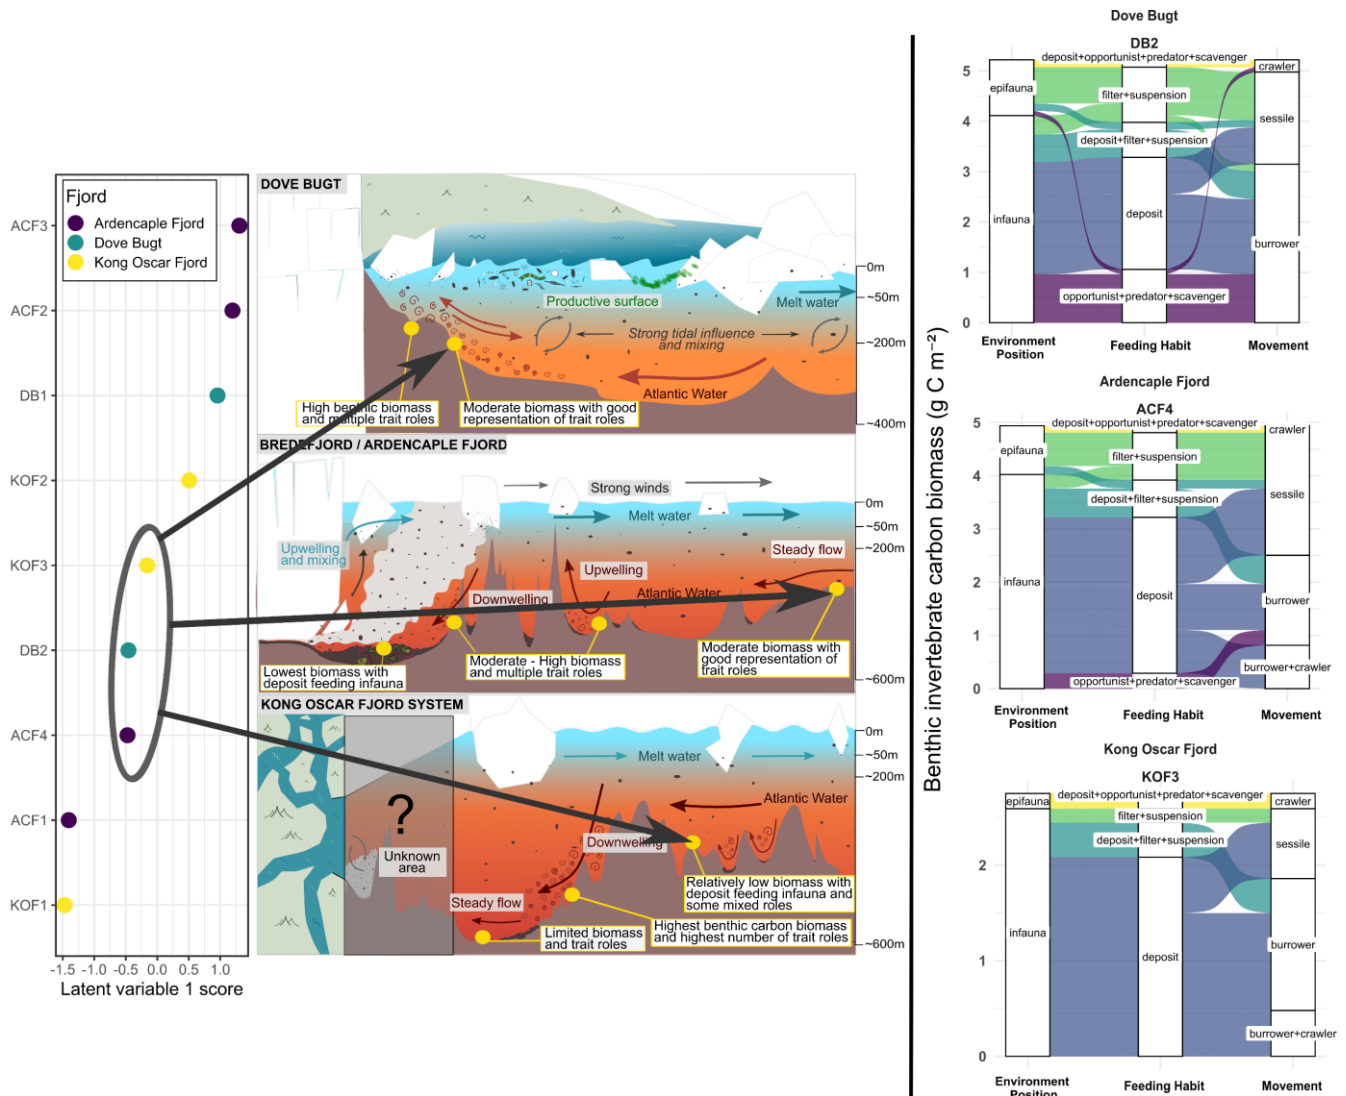 Fjord
Ardencaple Fjord
Dove Bugt
Kong Oscar Fjord
ACF3
ACF2
DB1
KOF2
KOF3
DB2
ACF4
ACF1
KOF1
-1.5 -1.0 -0.5 0.0 0.5 1.0
Latent variable 1 score
DOVE BUGT
0m
~50m
~200m
~400m
Productive surface
Melt water
Strong tidal influence
and mixing
Atlantic Water
High benthic biomass
and multiple trait roles
Moderate biomass with good
representation of trait roles
BREDEFJORD / ARDENCAPLE FJORD
Strong winds
0m
~50m
~200m
~600m
Melt water
Upwelling
and mixing
Steady flow
Upwelling
Downwelling
Atlantic Water
Lowest biomass with
deposit feeding infauna
Moderate - High biomass
and multiple trait roles
Moderate biomass with
good representation of
trait roles
KONG OSCAR FJORD SYSTEM
0m
~50m
~200m
~600m
Melt water
Atlantic Water
?
Unknown
area
Downwelling
Steady flow
Relatively low biomass with
deposit feeding infauna and
some mixed roles
Limited biomass
and trait roles
Highest benthic carbon biomass
and highest number of trait roles
Benthic invertebrate carbon biomass (g C m⁻²)
Dove Bugt
DB2
5
4
3
2
1
0
deposit+opportunist+predator+scavenger
epifauna
infauna
filter+suspension
deposit+filter+suspension
deposit
opportunist+predator+scavenger
crawler
sessile
burrower
Environment
Position
Feeding Habit
Movement
Ardencaple Fjord
ACF4
5
4
3
2
1
0
deposit+opportunist+predator+scavenger
epifauna
infauna
filter+suspension
deposit+filter+suspension
deposit
opportunist+predator+scavenger
crawler
sessile
burrower
burrower+crawler
Environment
Position
Feeding Habit
Movement
Kong Oscar Fjord
KOF3
2
1
0
deposit+opportunist+predator+scavenger
epifauna
infauna
filter+suspension
deposit+filter+suspension
deposit
crawler
sessile
burrower
burrower+crawler
Environment
Position
Feeding Habit
Movement